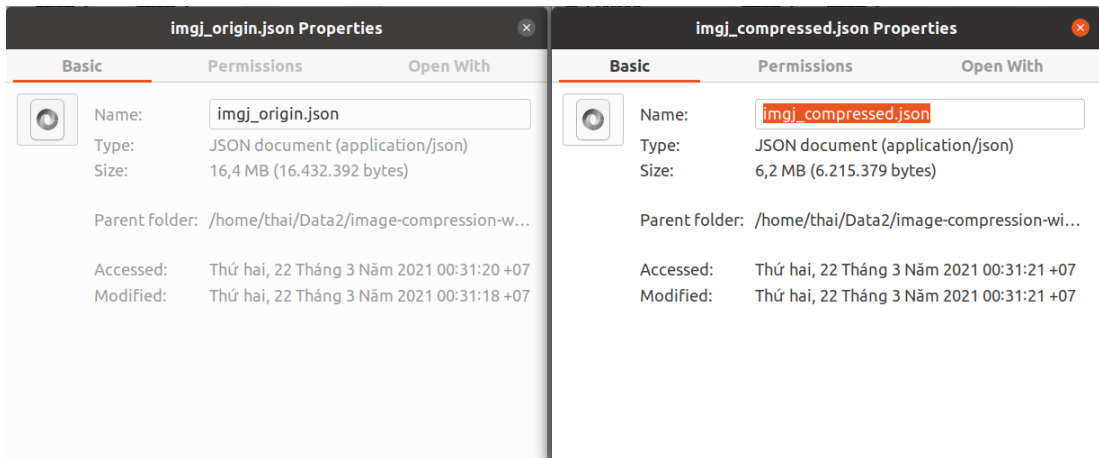 imgj_origin.json Properties
Basic Permissions Open With
Name: imgj_origin.json
Type: JSON document (application/json)
Size: 16,4 MB (16.432.392 bytes)
Parent folder: /home/thai/Data2/image-compression-w...
Accessed: Thứ hai, 22 Tháng 3 Năm 2021 00:31:20 +07
Modified: Thứ hai, 22 Tháng 3 Năm 2021 00:31:18 +07
imgj_compressed.json Properties
Basic Permissions Open With
Name: imgj_compressed.json
Type: JSON document (application/json)
Size: 6,2 MB (6.215.379 bytes)
Parent folder: /home/thai/Data2/image-compression-wi...
Accessed: Thứ hai, 22 Tháng 3 Năm 2021 00:31:21 +07
Modified: Thứ hai, 22 Tháng 3 Năm 2021 00:31:21 +07